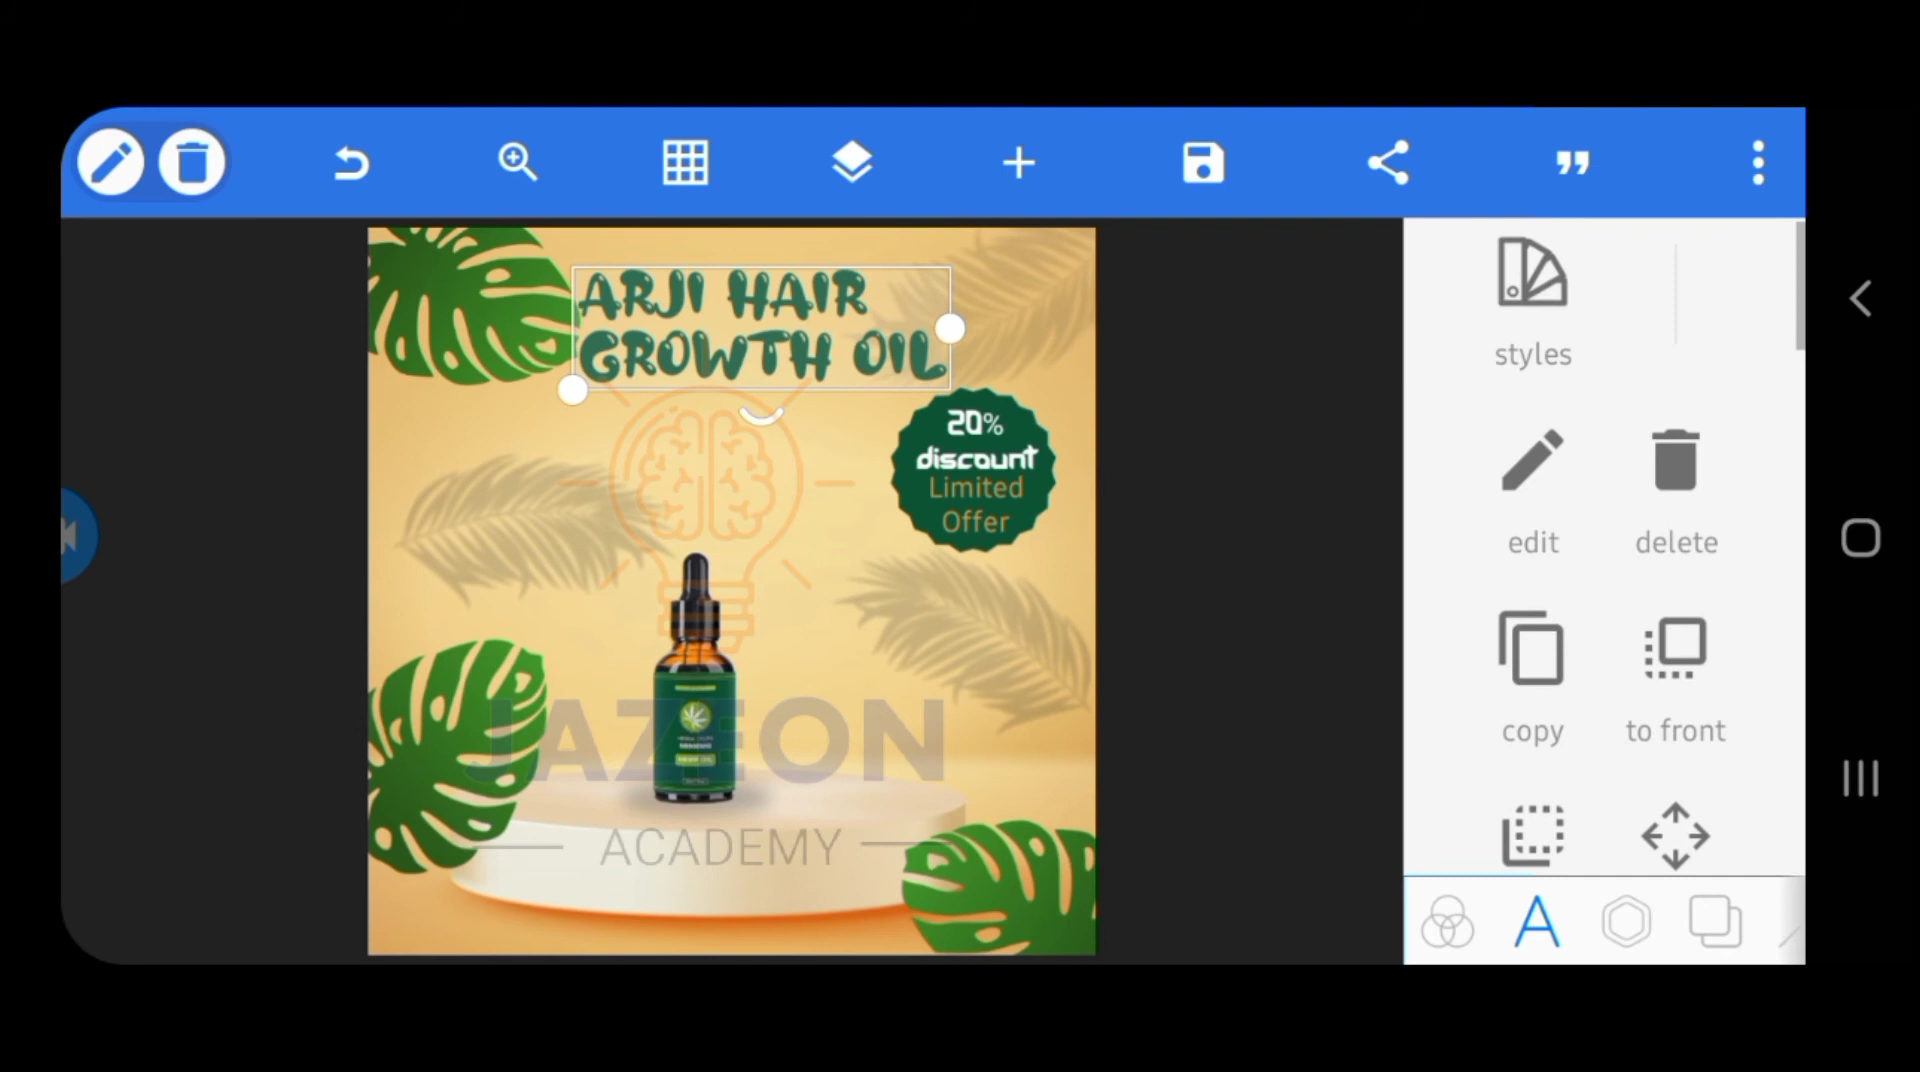 ARJI HAIR
GROWTH OIL
20%
discount
Limited
Offer
JAZEON
ACADEMY
styles
edit
delete
copy
to front